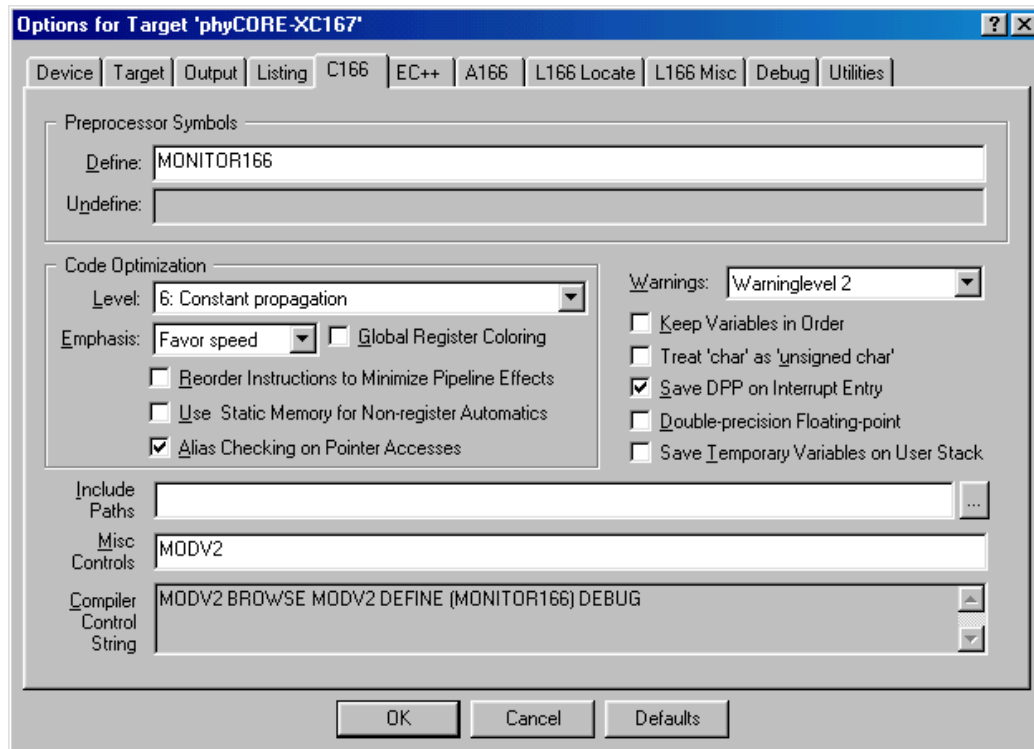 Options for Target 'phyCORE-XC167'
Device Target Output Listing C166 EC++ A166 L166 Locate L166 Misc Debug Utilities
Preprocessor Symbols
Define: MONITOR166
Undefine:
Code Optimization
Level: 6: Constant propagation
Warnings: Warninglevel 2
Emphasis: Favor speed Global Register Coloring
Keep Variables in Order
Reorder Instructions to Minimize Pipeline Effects
Treat 'char' as 'unsigned char'
Use Static Memory for Non-register Automatics
Save DPP on Interrupt Entry
Alias Checking on Pointer Accesses
Double-precision Floating-point
Save Temporary Variables on User Stack
Include
Paths
...
Misc
Controls
MODV2
Compiler
Control
String
MODV2 BROWSE MODV2 DEFINE (MONITOR166) DEBUG
OK Cancel Defaults